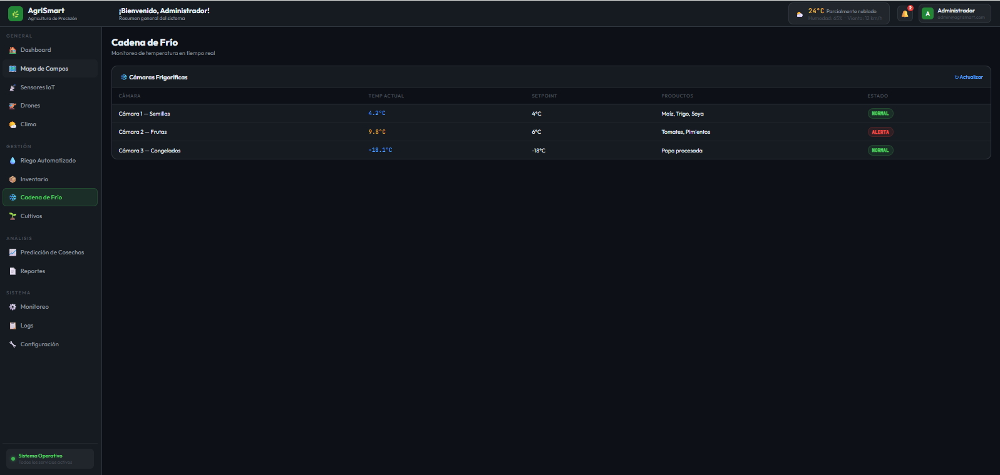 AgriSmart
Agricultura de Precisión
¡Bienvenido, Administrador!
Resumen general del sistema
24°C Parcialmente nublado
Humedad: 65% · Viento: 12 km/h
2
A
Administrador
admin@agrismart.com
GENERAL
Dashboard
Mapa de Campos
Sensores IoT
Drones
Clima
GESTIÓN
Riego Automatizado
Inventario
Cadena de Frío
Cultivos
ANÁLISIS
Predicción de Cosechas
Reportes
SISTEMA
Monitoreo
Logs
Configuración
Sistema Operativo
Todos los servicios activos
Cadena de Frío
Monitoreo de temperatura en tiempo real
Cámaras Frigoríficas
↻ Actualizar
CÁMARA TEMP ACTUAL SETPOINT PRODUCTOS ESTADO
Cámara 1 — Semillas 4.2°C 4°C Maíz, Trigo, Soya NORMAL
Cámara 2 — Frutas 9.8°C 6°C Tomates, Pimientos ALERTA
Cámara 3 — Congelados -18.1°C -18°C Papa procesada NORMAL